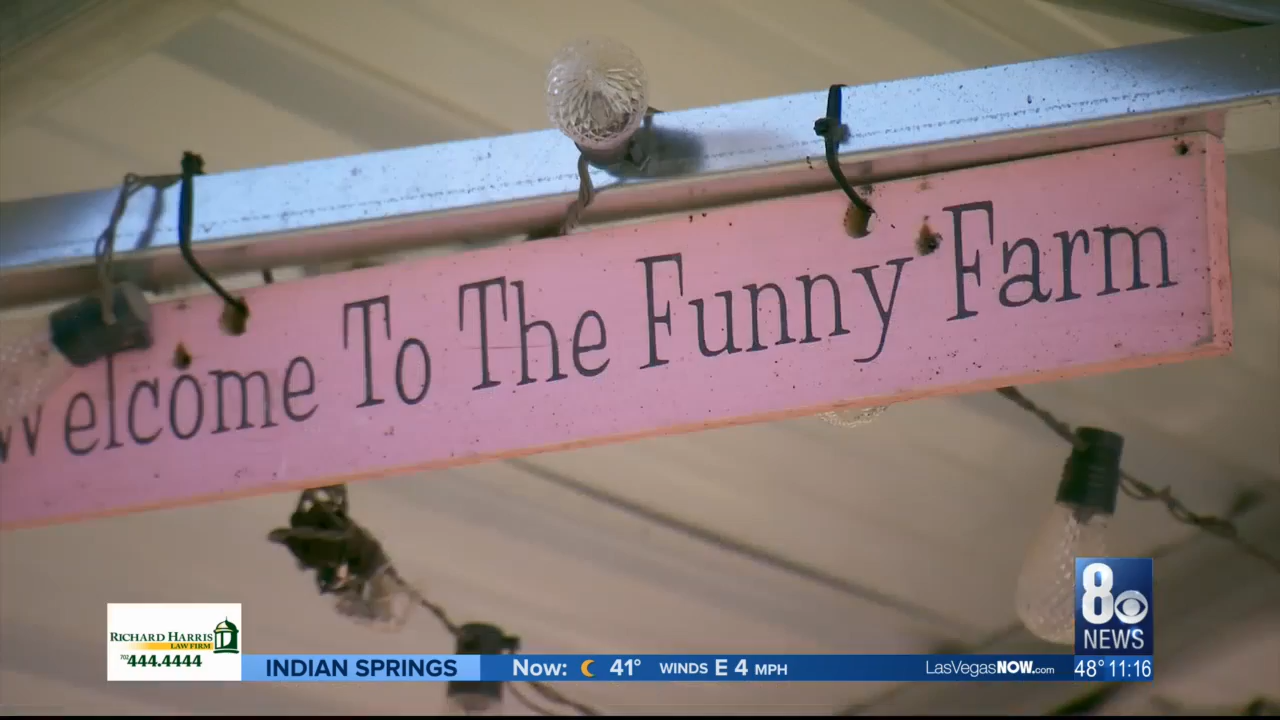 Welcome To The Funny Farm
RICHARD HARRIS
LAW FIRM
702 444.4444
INDIAN SPRINGS
Now: 41° WINDS E 4 MPH
LasVegasNOW.com
8
NEWS
48° 11:16